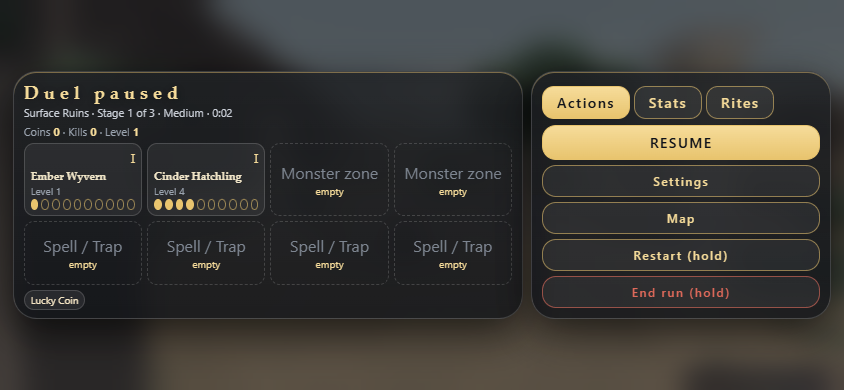 Duel paused
Surface Ruins · Stage 1 of 3 · Medium · 0:02
Coins 0 · Kills 0 · Level 1
I
Ember Wyvern
Level 1
I
Cinder Hatchling
Level 4
Monster zone
empty
Monster zone
empty
Spell / Trap
empty
Spell / Trap
empty
Spell / Trap
empty
Spell / Trap
empty
Lucky Coin
Actions
Stats
Rites
RESUME
Settings
Map
Restart (hold)
End run (hold)